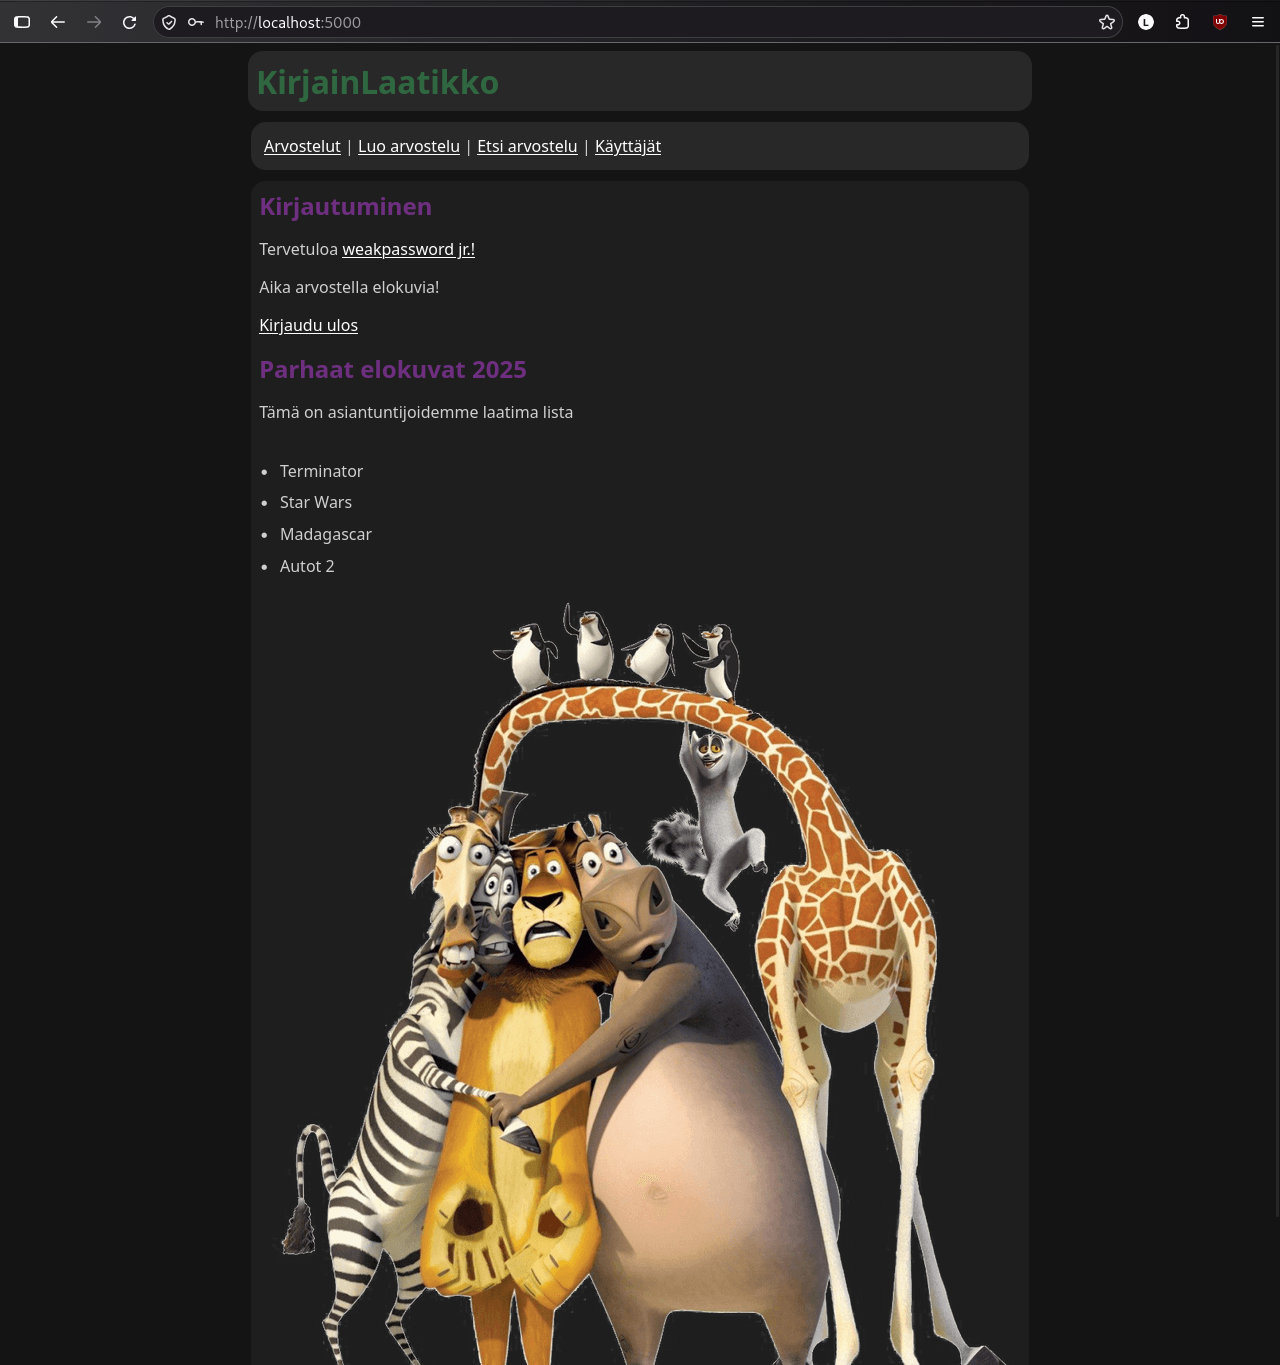 http://localhost:5000
L
KirjainLaatikko
Arvostelut | Luo arvostelu | Etsi arvostelu | Käyttäjät
Kirjautuminen
Tervetuloa weakpassword jr.!
Aika arvostella elokuvia!
Kirjaudu ulos
Parhaat elokuvat 2025
Tämä on asiantuntijoidemme laatima lista
• Terminator
• Star Wars
• Madagascar
• Autot 2